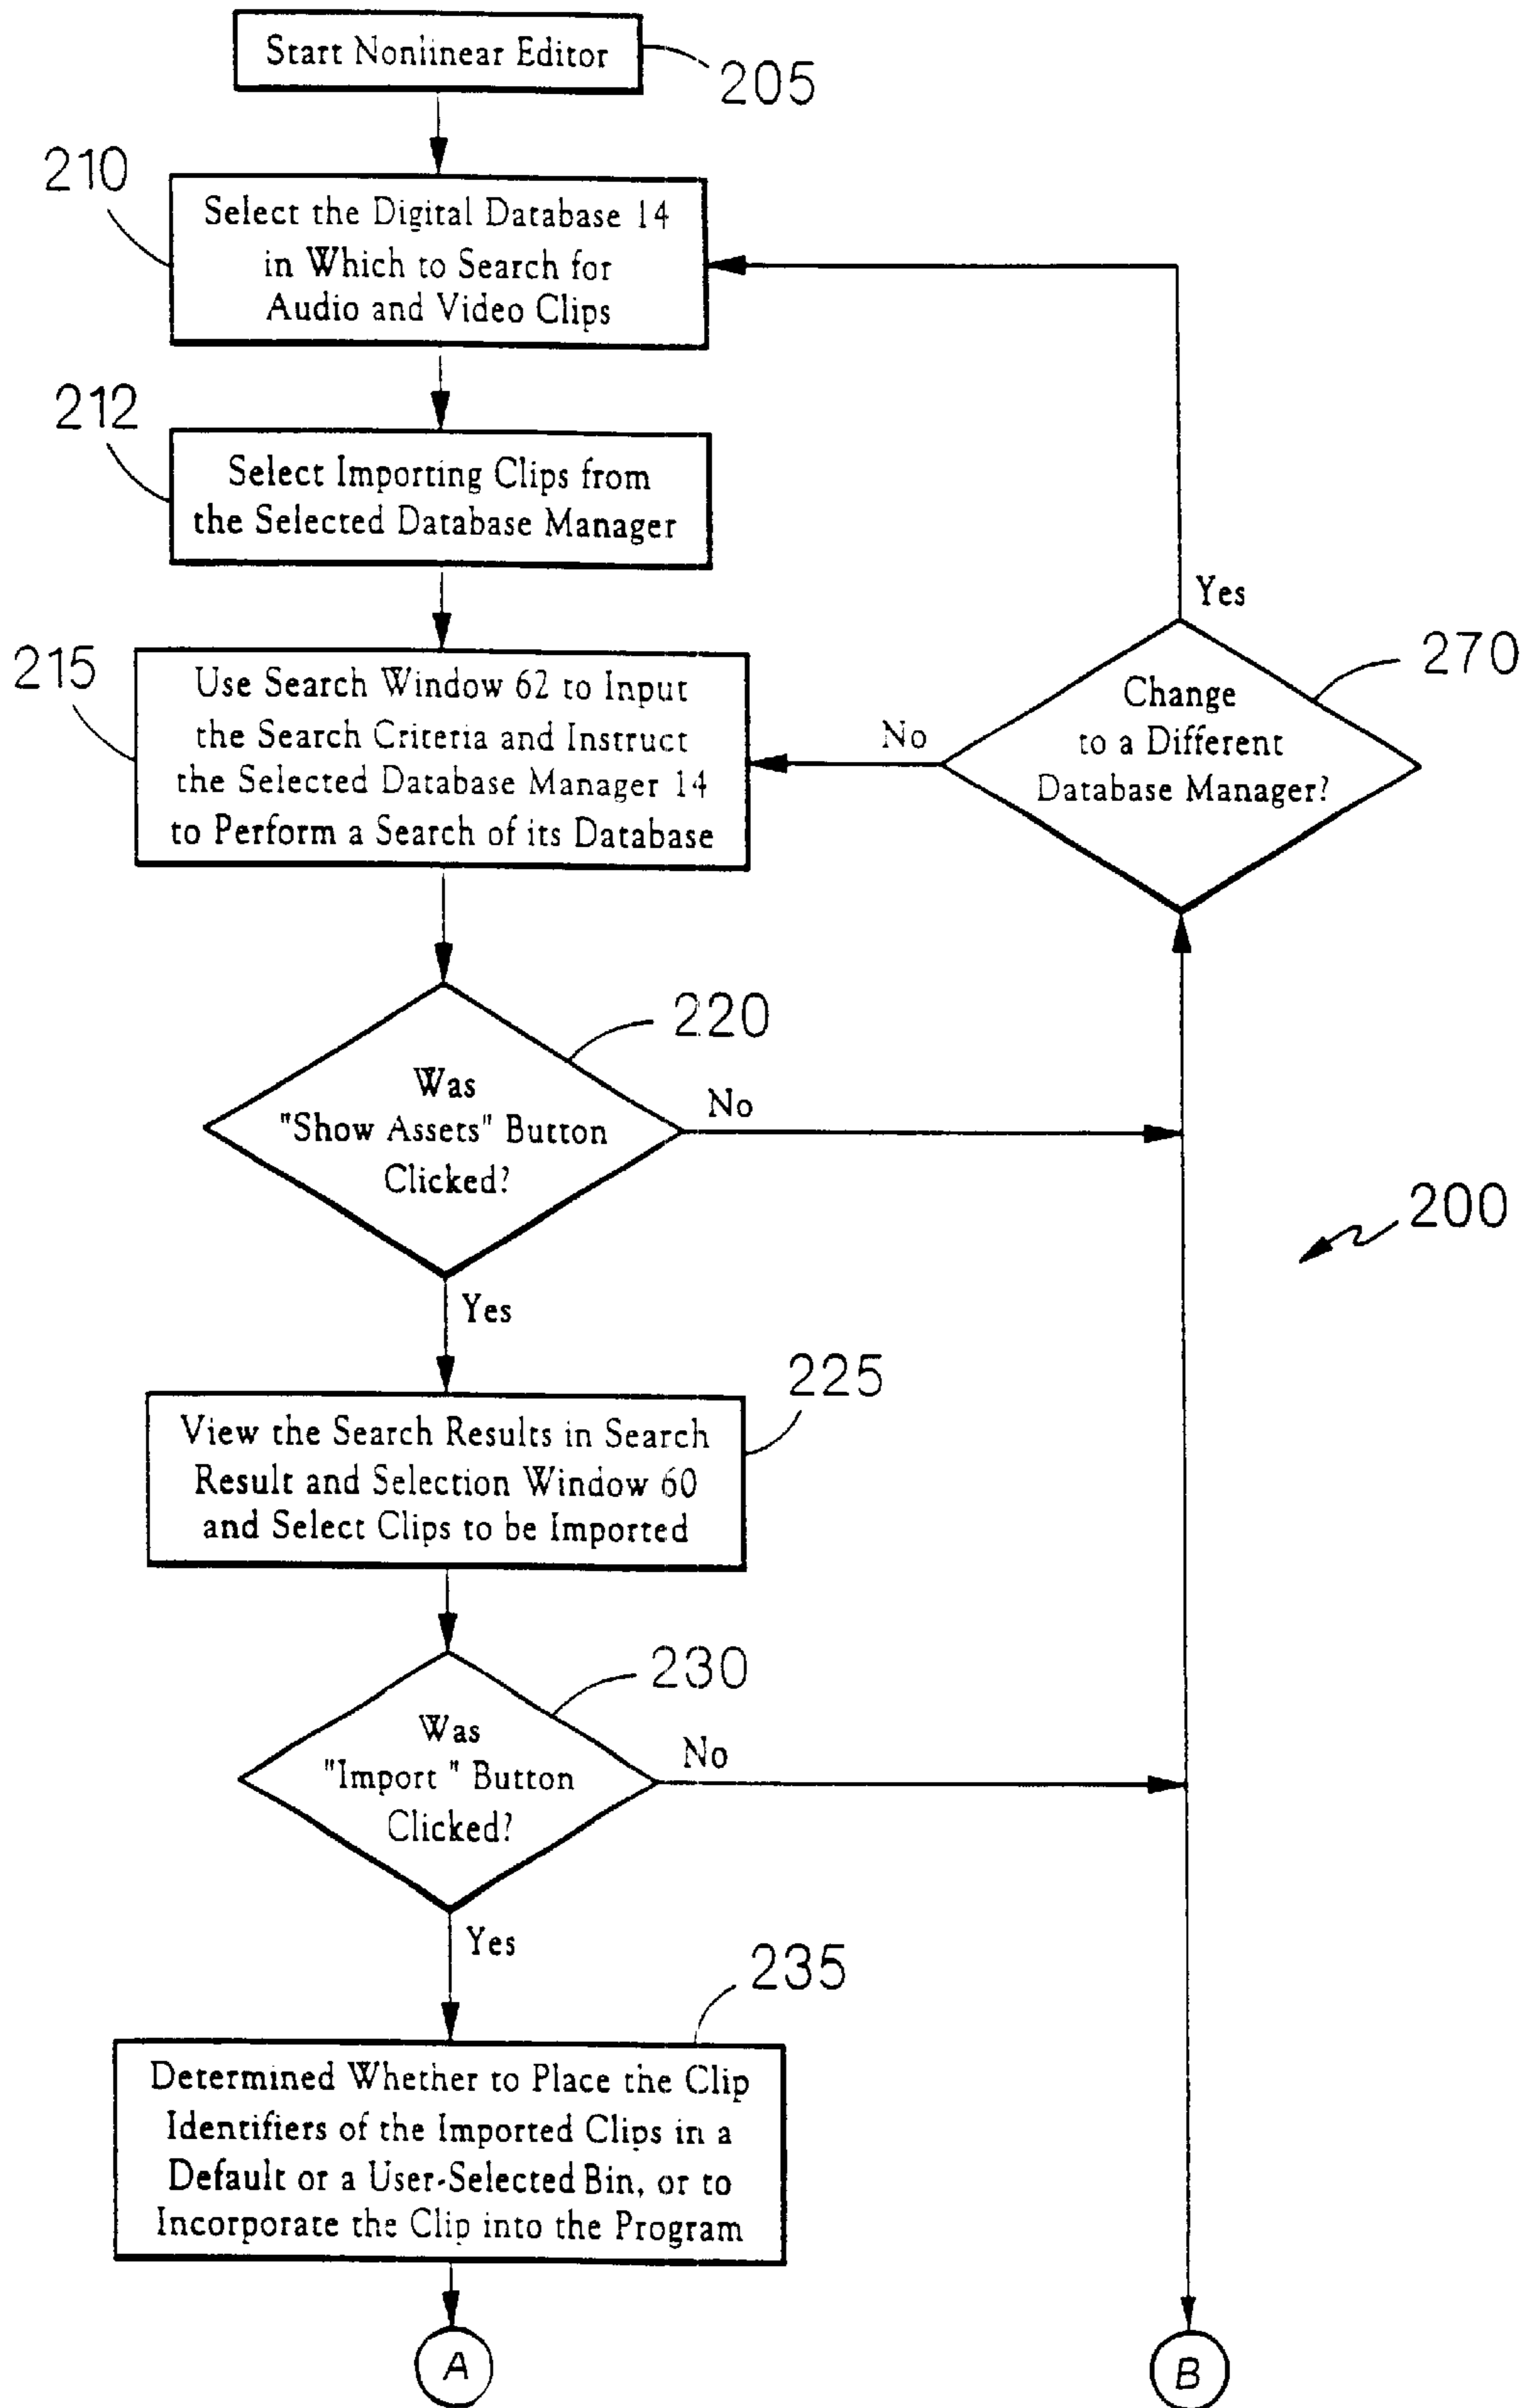 Start Nonlinear Editor
205
210
Select the Digital Database 14
in Which to Search for
Audio and Video Clips
212
Select Importing Clips from
the Selected Database Manager
Yes
215
Use Search Window 62 to Input
the Search Criteria and Instruct
the Selected Database Manager 14
to Perform a Search of its Database
No
270
Change
to a Different
Database Manager?
220
Was
"Show Assets" Button
Clicked?
No
200
Yes
225
View the Search Results in Search
Result and Selection Window 60
and Select Clips to be Imported
230
Was
"Import " Button
Clicked?
No
Yes
235
Determined Whether to Place the Clip
Identifiers of the Imported Clips in a
Default or a User-Selected Bin, or to
Incorporate the Clip into the Program
A
B